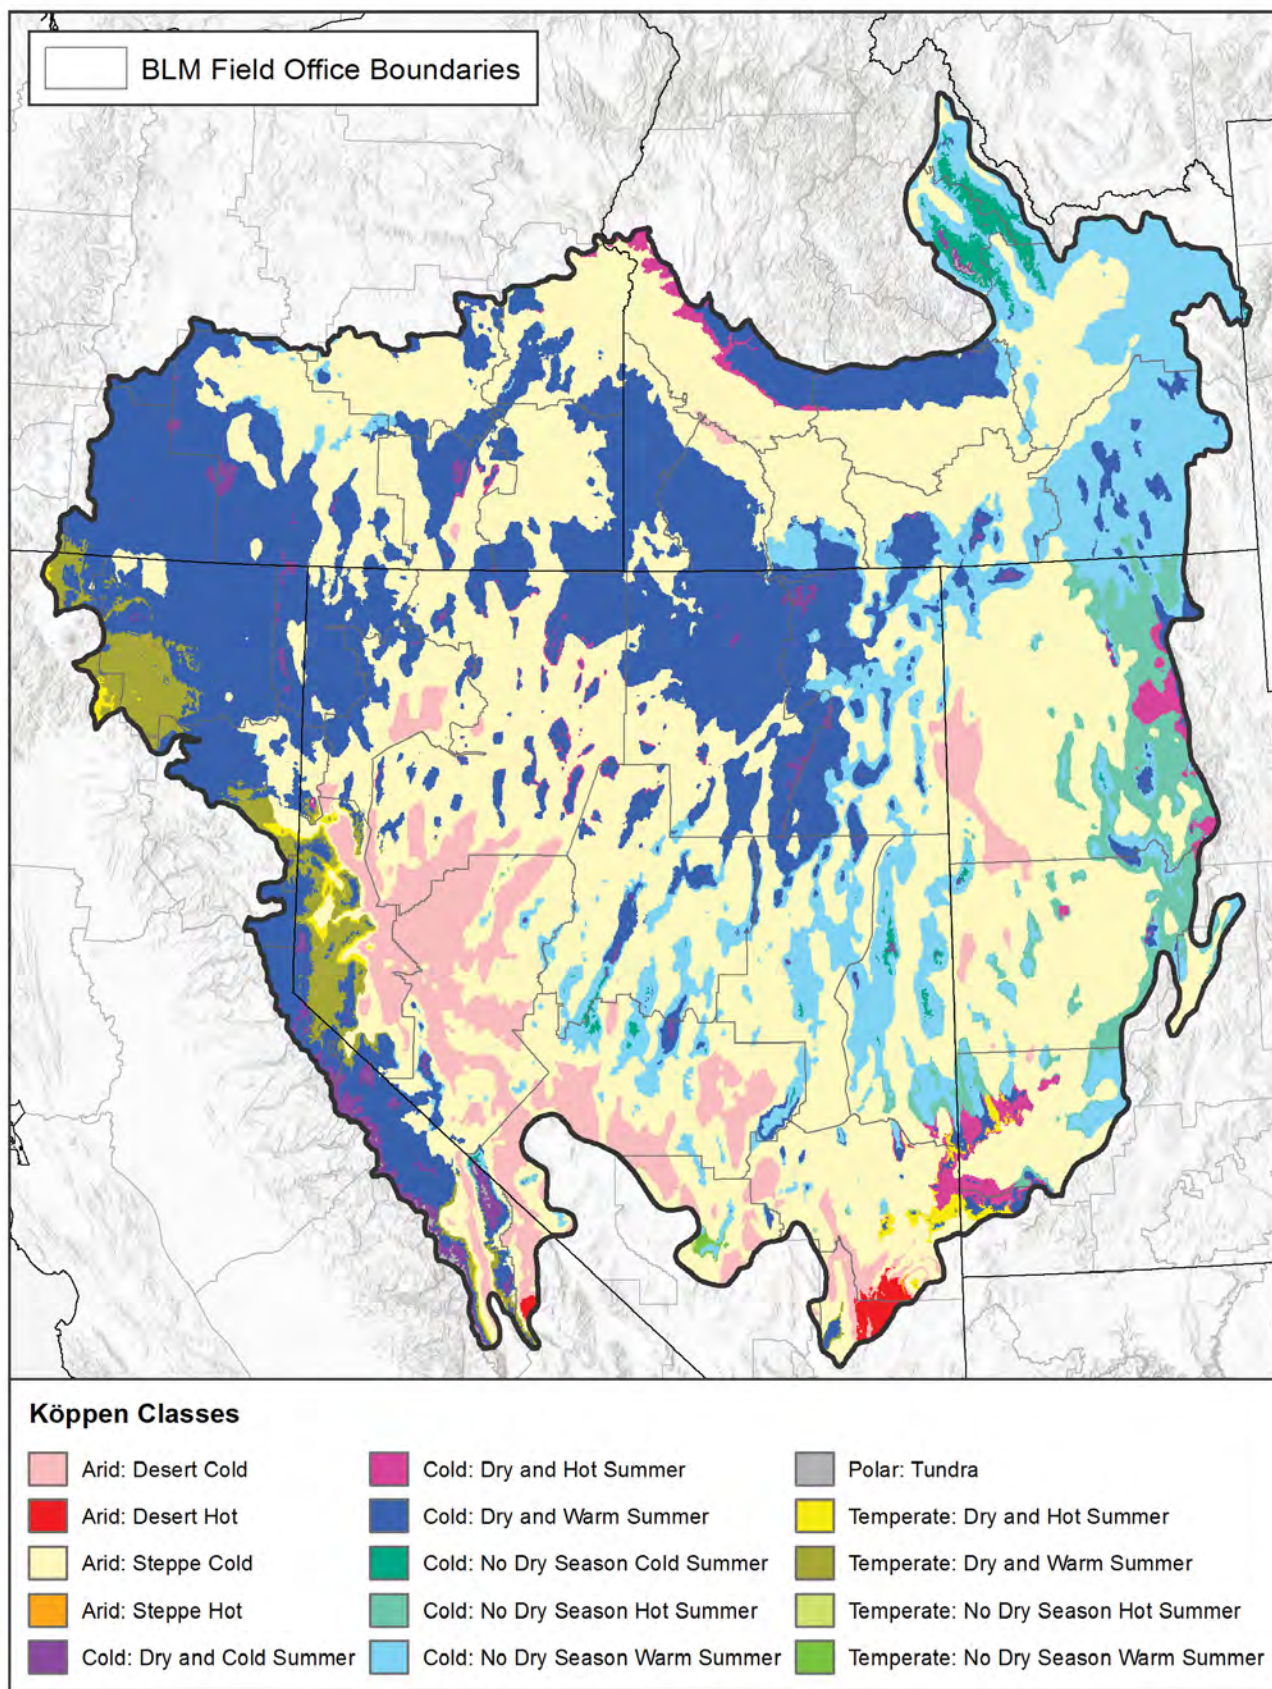 BLM Field Office Boundaries
Köppen Classes
Arid: Desert Cold
Arid: Desert Hot
Arid: Steppe Cold
Arid: Steppe Hot
Cold: Dry and Cold Summer
Cold: Dry and Hot Summer
Cold: Dry and Warm Summer
Cold: No Dry Season Cold Summer
Cold: No Dry Season Hot Summer
Cold: No Dry Season Warm Summer
Polar: Tundra
Temperate: Dry and Hot Summer
Temperate: Dry and Warm Summer
Temperate: No Dry Season Hot Summer
Temperate: No Dry Season Warm Summer